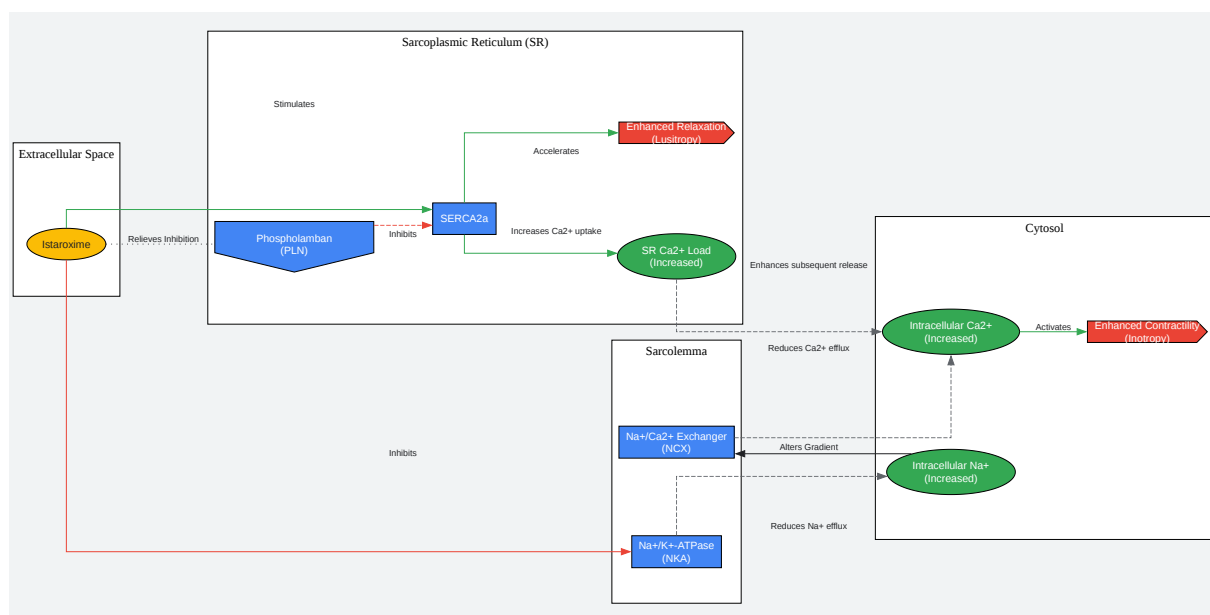 Sarcoplasmic Reticulum (SR)
Stimulates
Enhanced Relaxation
(Lusitropy)
Accelerates
Extracellular Space
Istaroxime
Relieves Inhibition
Phospholamban
(PLN)
Inhibits
SERCA2a
Increases Ca2+ uptake
SR Ca2+ Load
(Increased)
Enhances subsequent release
Cytosol
Intracellular Ca2+
(Increased)
Activates
Enhanced Contractility
(Inotropy)
Reduces Ca2+ efflux
Sarcolemma
Na+/Ca2+ Exchanger
(NCX)
Alters Gradient
Intracellular Na+
(Increased)
Inhibits
Reduces Na+ efflux
Na+/K+-ATPase
(NKA)